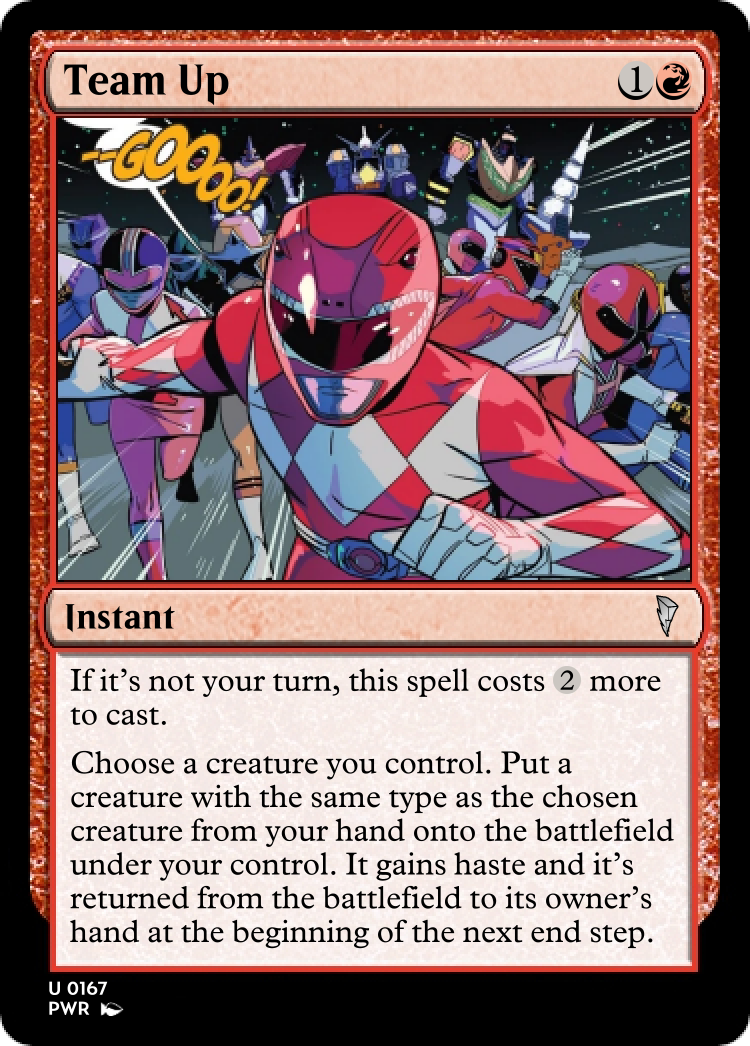 Team Up 1
--GOOOO!
Instant
If it's not your turn, this spell costs 2 more
to cast.
Choose a creature you control. Put a
creature with the same type as the chosen
creature from your hand onto the battlefield
under your control. It gains haste and it's
returned from the battlefield to its owner's
hand at the beginning of the next end step.
U 0167
PWR